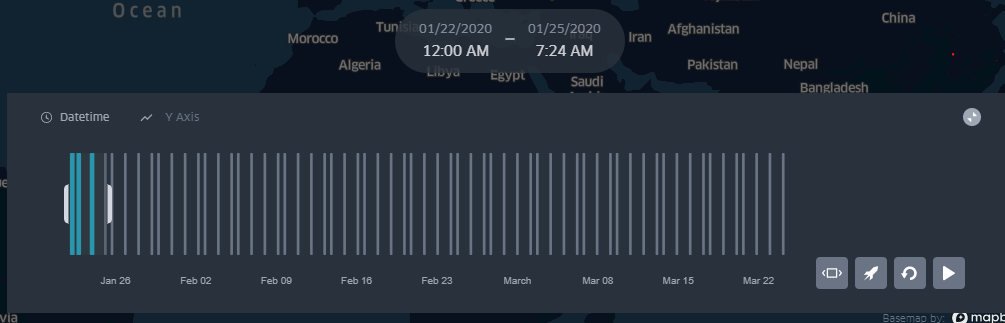 Ocean
01/22/2020 – 01/25/2020
12:00 AM 7:24 AM
China
Afghanistan
Iran
Morocco
Algeria
Libya
Egypt
Saudi
Pakistan
Nepal
Bangladesh
Datetime Y Axis
Jan 26 Feb 02 Feb 09 Feb 16 Feb 23 March Mar 08 Mar 15 Mar 22
Basemap by: